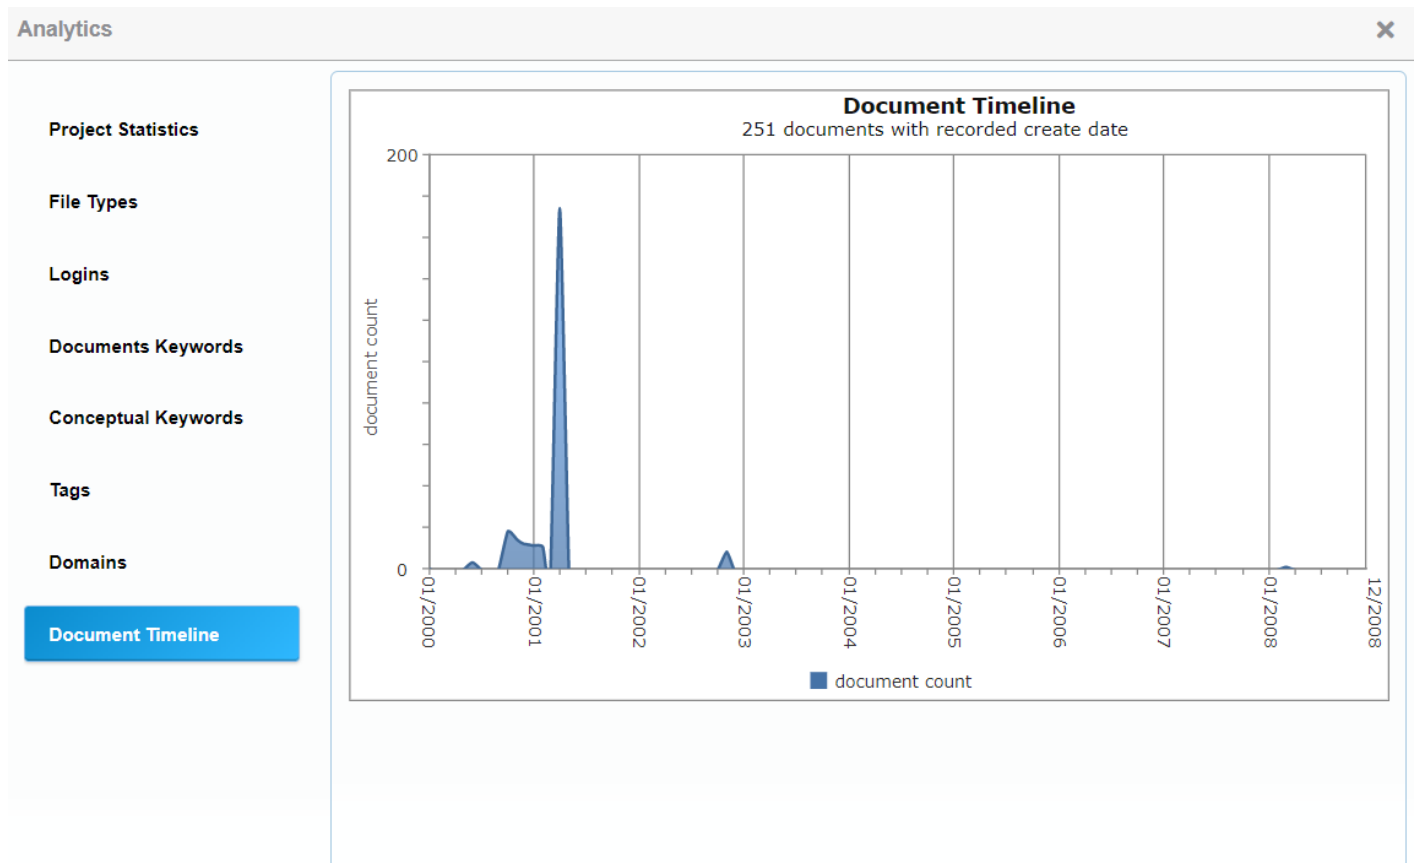 Analytics
Project Statistics
File Types
Logins
Documents Keywords
Conceptual Keywords
Tags
Domains
Document Timeline
Document Timeline
251 documents with recorded create date
200
document count
0
01/2000
01/2001
01/2002
01/2003
01/2004
01/2005
01/2006
01/2007
01/2008
12/2008
document count